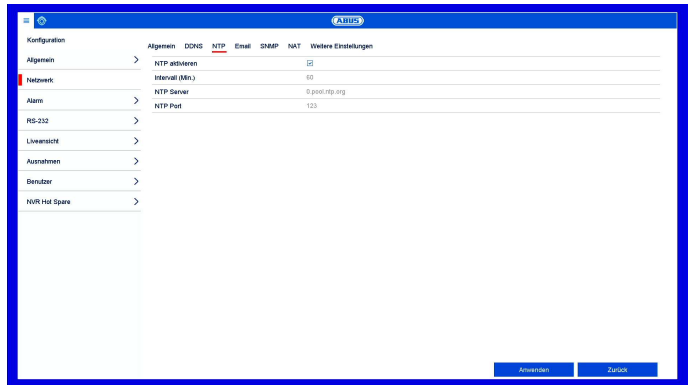 ABUS
Konfiguration
Allgemein
Netzwerk
Alarm
RS-232
Liveansicht
Ausnahmen
Benutzer
NVR Hot Spare
Allgemein DDNS NTP Email SNMP NAT Weitere Einstellungen
NTP aktivieren
Intervall (Min.) 60
NTP Server 0.pool.ntp.org
NTP Port 123
Anwenden Zurück